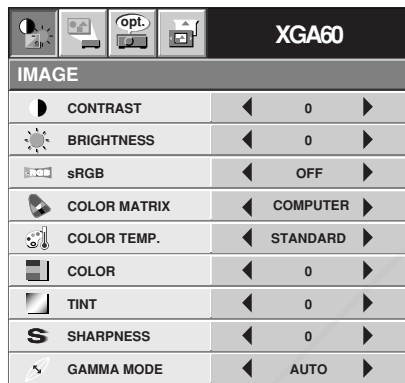 opt.
XGA60
IMAGE
CONTRAST 0
BRIGHTNESS 0
sRGB OFF
COLOR MATRIX COMPUTER
COLOR TEMP. STANDARD
COLOR 0
TINT 0
S SHARPNESS 0
GAMMA MODE AUTO